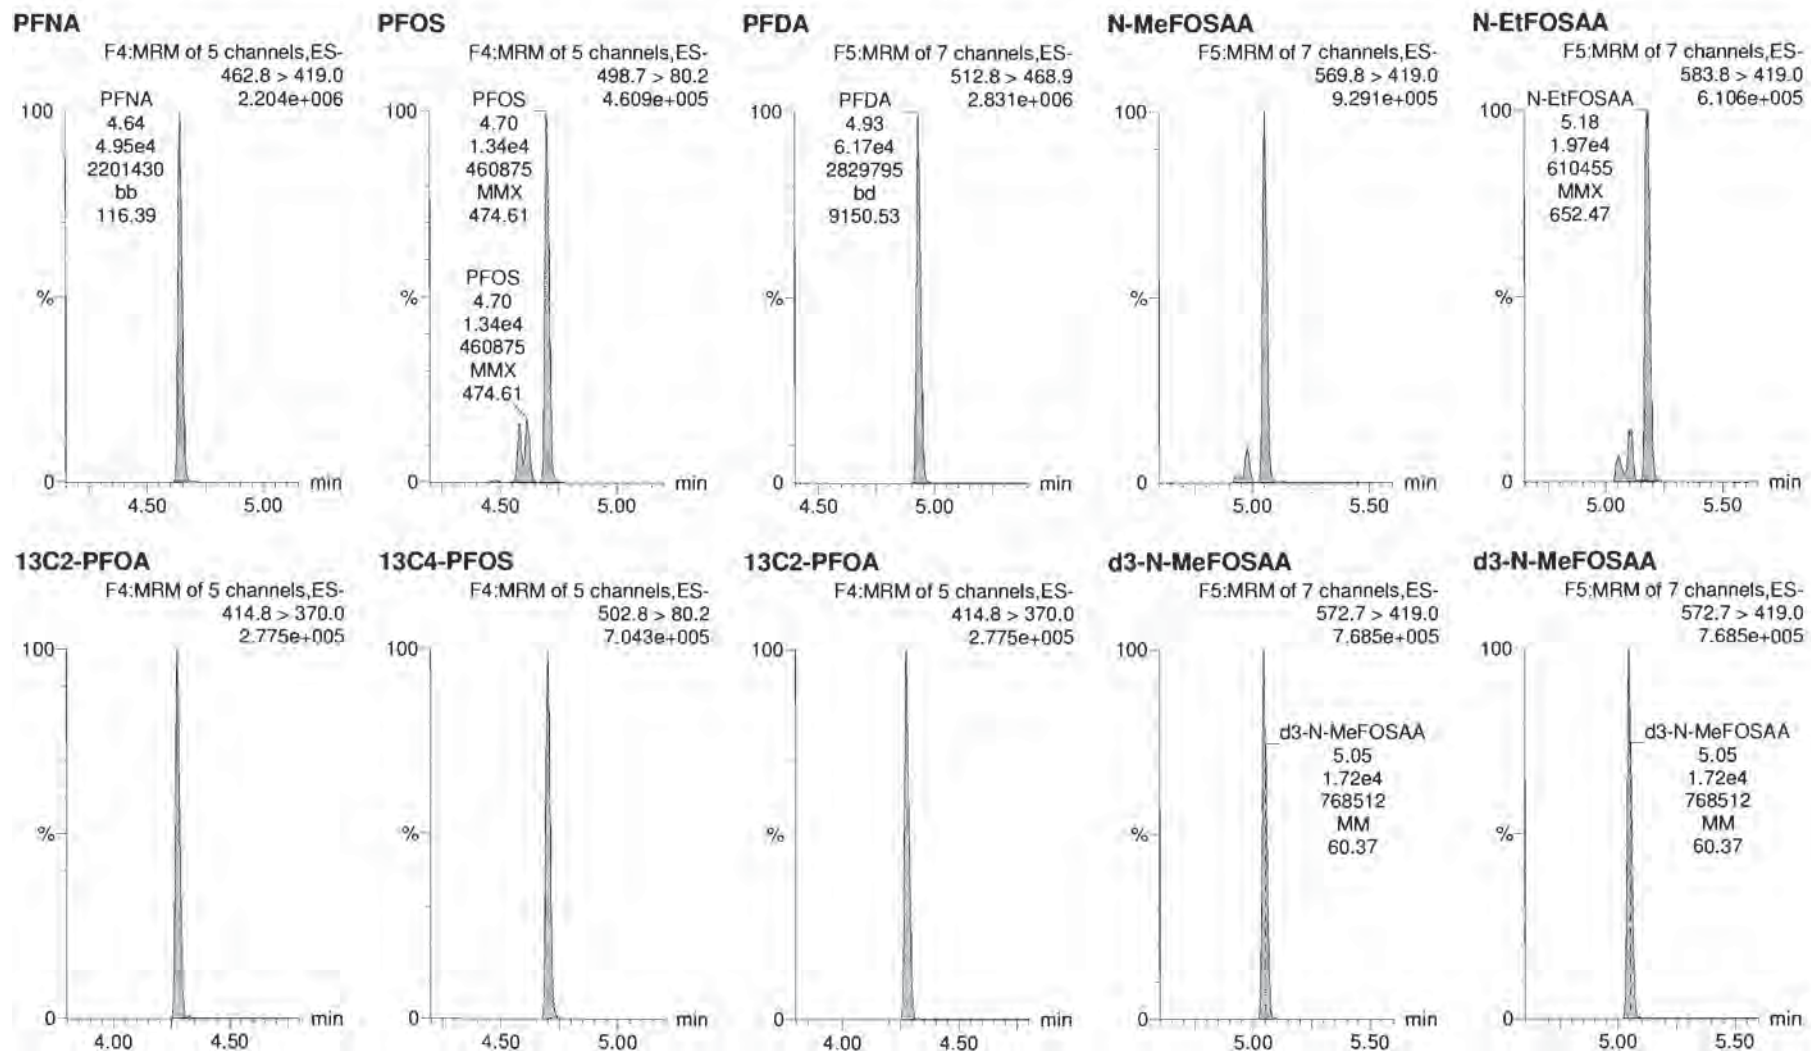 PFNA
F4:MRM of 5 channels,ES-
462.8 > 419.0
2.204e+006
PFNA
4.64
4.95e4
2201430
bb
116.39
100
%
0
min
4.50
5.00
PFOS
F4:MRM of 5 channels,ES-
498.7 > 80.2
4.609e+005
PFOS
4.70
1.34e4
460875
MMX
474.61
PFOS
4.70
1.34e4
460875
MMX
474.61
100
%
0
min
4.50
5.00
PFDA
F5:MRM of 7 channels,ES-
512.8 > 468.9
2.831e+006
PFDA
4.93
6.17e4
2829795
bd
9150.53
100
%
0
min
4.50
5.00
N-MeFOSAA
F5:MRM of 7 channels,ES-
569.8 > 419.0
9.291e+005
100
%
0
min
5.00
5.50
N-EtFOSAA
F5:MRM of 7 channels,ES-
583.8 > 419.0
6.106e+005
N-EtFOSAA
5.18
1.97e4
610455
MMX
652.47
100
%
0
min
5.00
5.50
13C2-PFOA
F4:MRM of 5 channels,ES-
414.8 > 370.0
2.775e+005
100
%
0
min
4.00
4.50
13C4-PFOS
F4:MRM of 5 channels,ES-
502.8 > 80.2
7.043e+005
100
%
0
min
4.50
5.00
13C2-PFOA
F4:MRM of 5 channels,ES-
414.8 > 370.0
2.775e+005
100
%
0
min
4.00
4.50
d3-N-MeFOSAA
F5:MRM of 7 channels,ES-
572.7 > 419.0
7.685e+005
d3-N-MeFOSAA
5.05
1.72e4
768512
MM
60.37
100
%
0
min
5.00
5.50
d3-N-MeFOSAA
F5:MRM of 7 channels,ES-
572.7 > 419.0
7.685e+005
d3-N-MeFOSAA
5.05
1.72e4
768512
MM
60.37
100
%
0
min
5.00
5.50